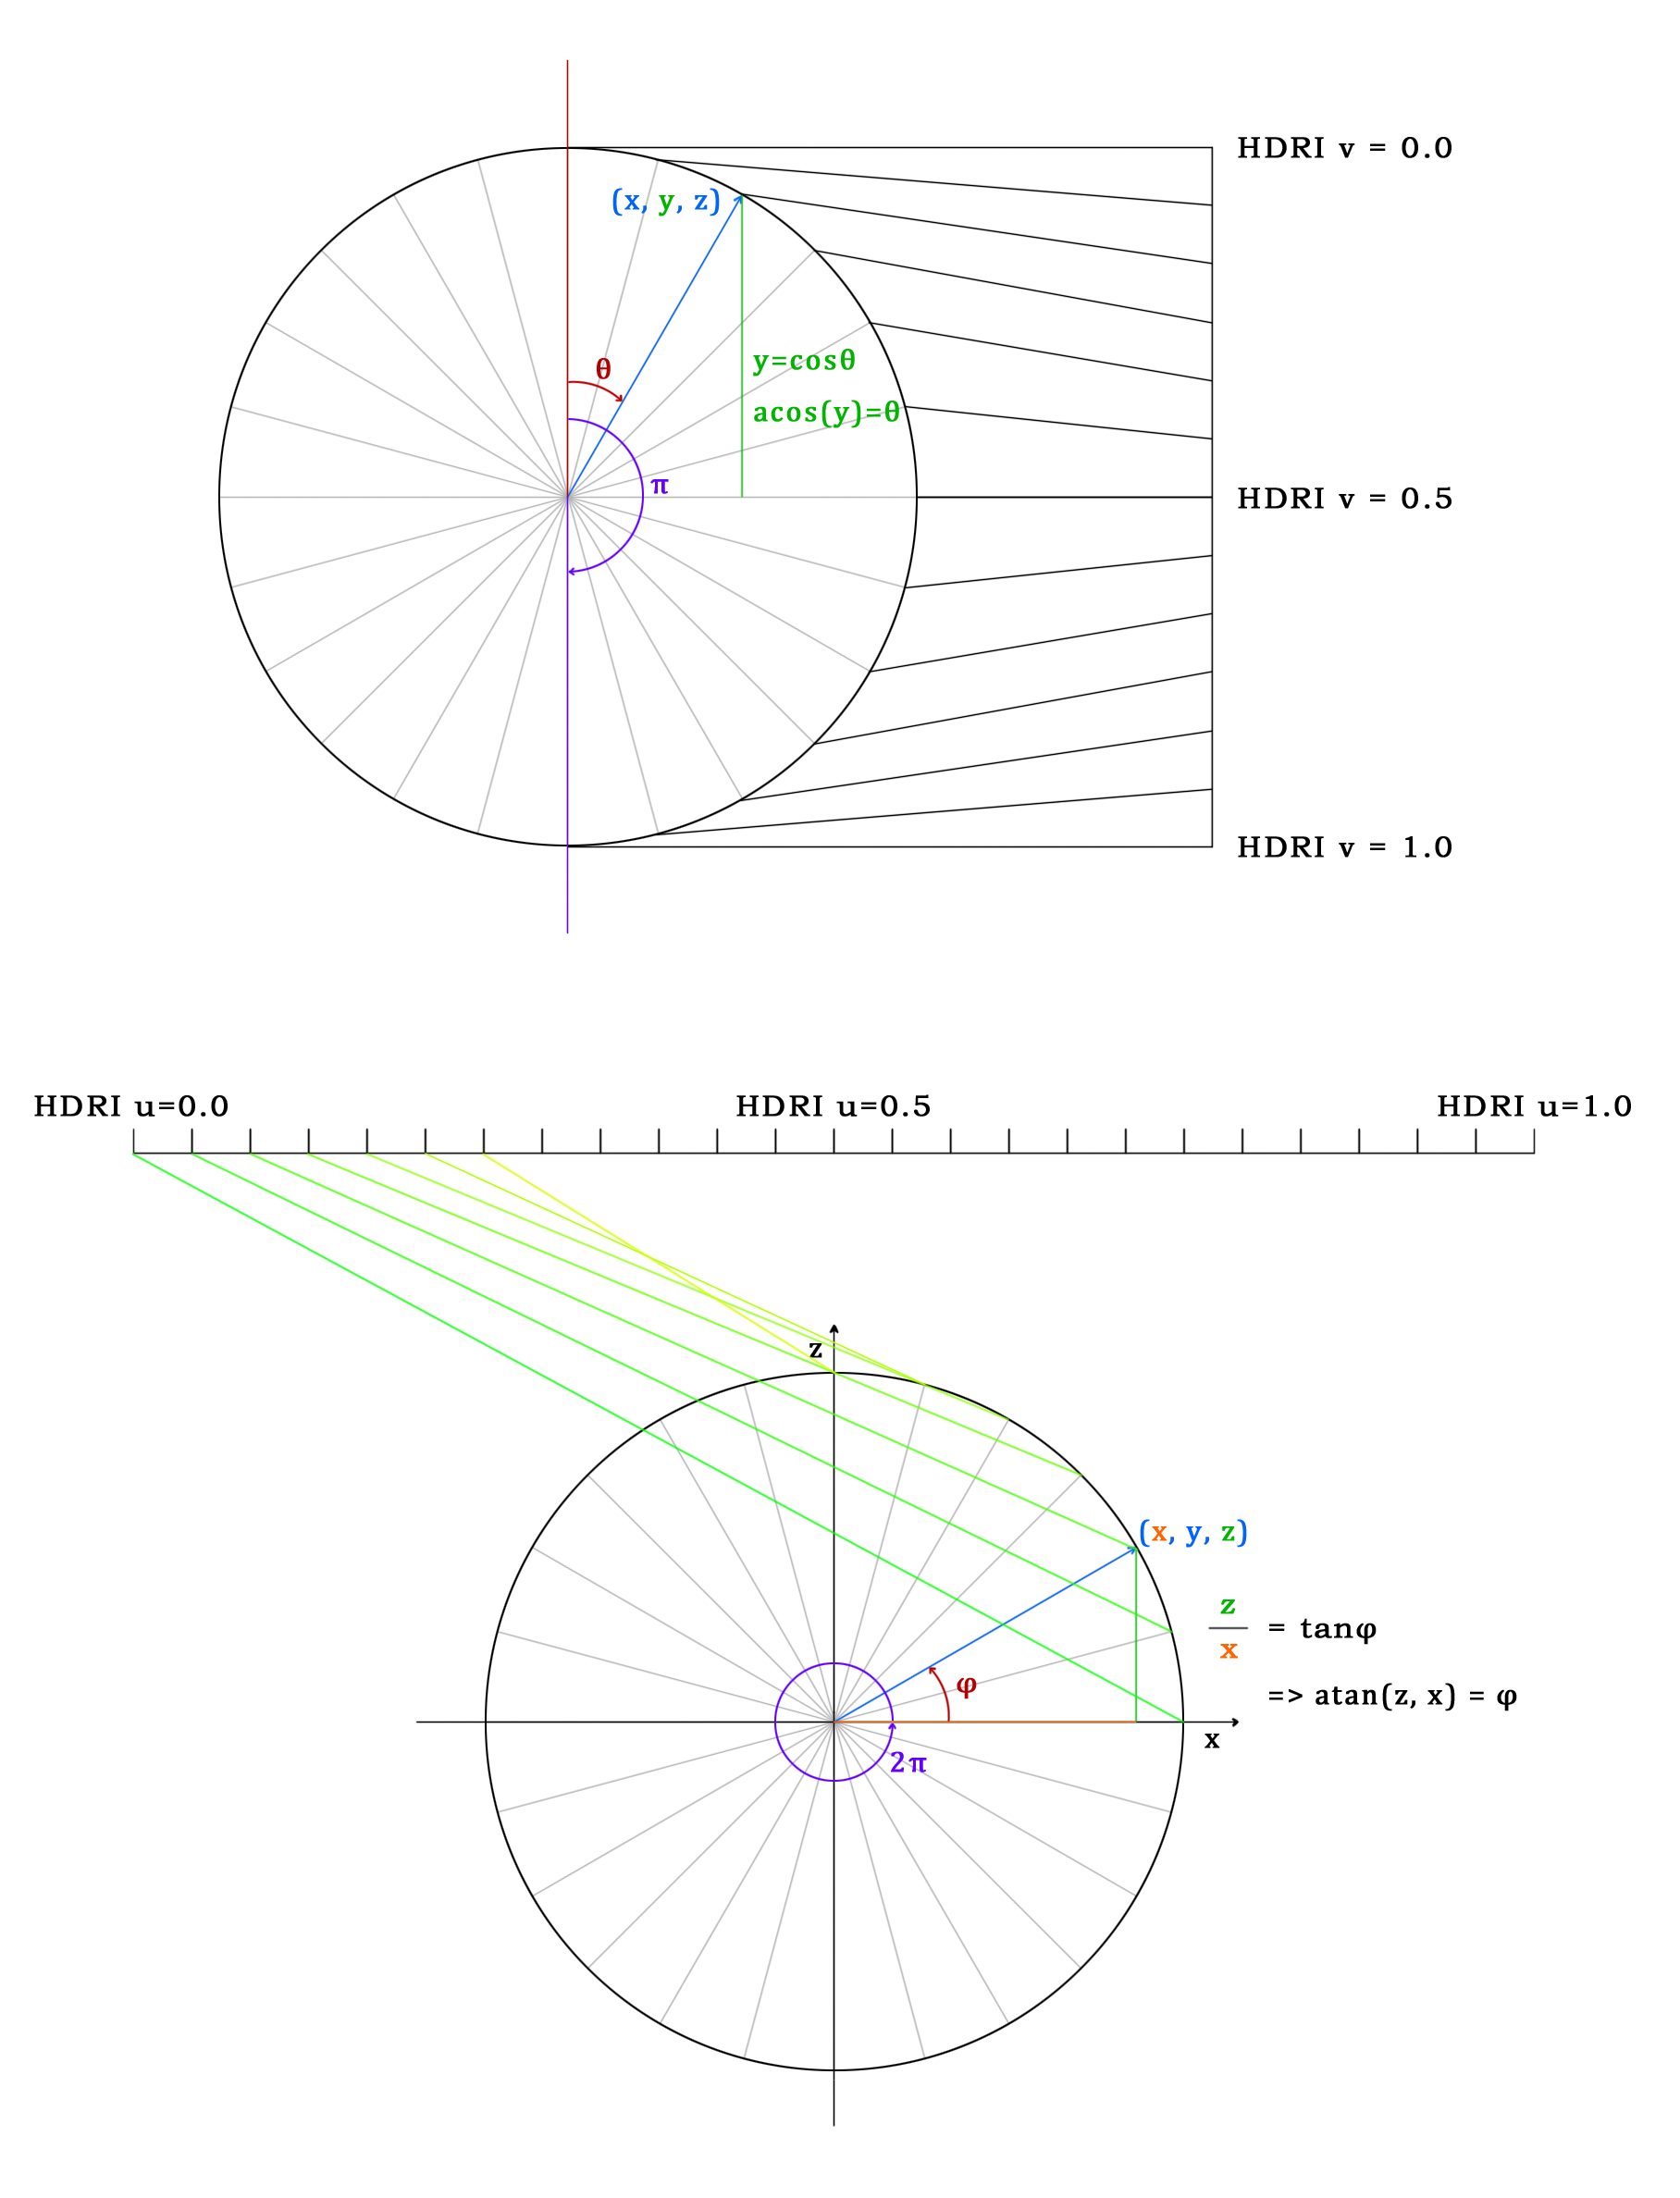 HDRI v = 0.0
(x, y, z)
θ
y=cosθ
acos(y)=θ
π
HDRI v = 0.5
HDRI v = 1.0
HDRI u=0.0
HDRI u=0.5
HDRI u=1.0
z
(x, y, z)
z
x
= tanφ
φ
=> atan(z, x) = φ
x
2π